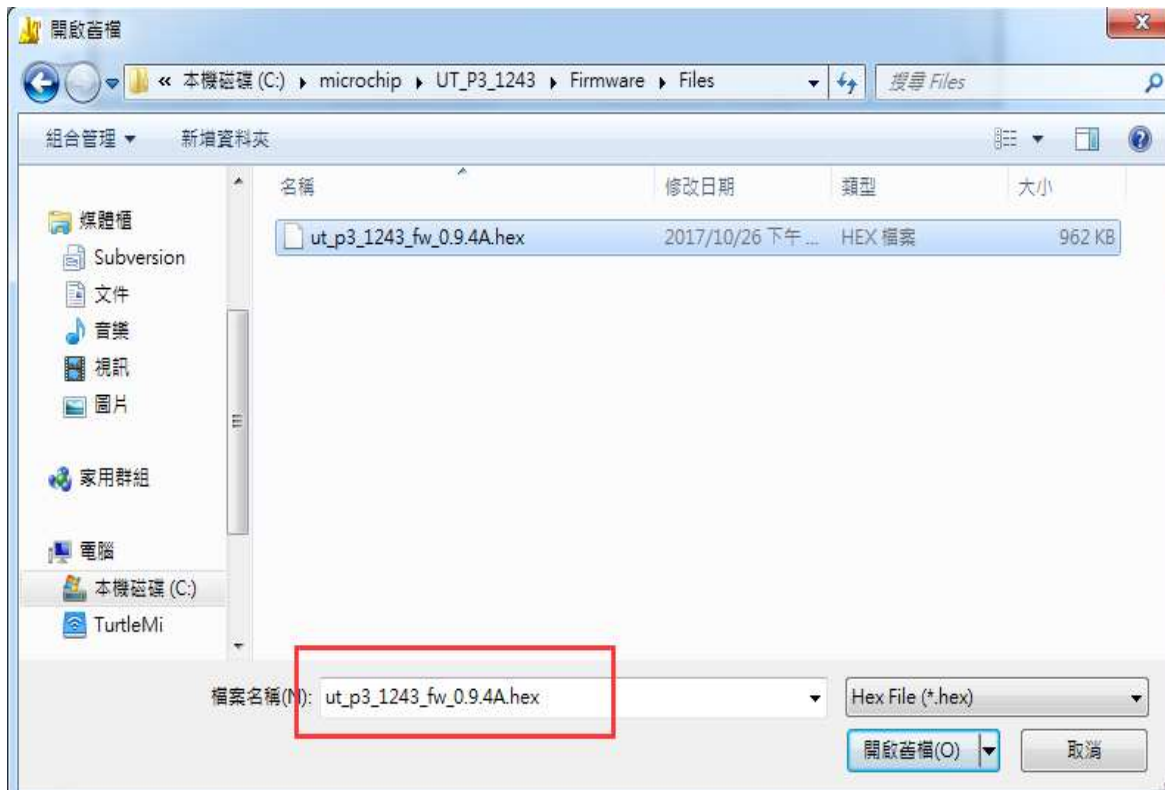 開啟舊檔
« 本機磁碟 (C:) ▸ microchip ▸ UT_P3_1243 ▸ Firmware ▸ Files
搜尋 Files
組合管理 ▼ 新增資料夾
名稱 修改日期 類型 大小
ut_p3_1243_fw_0.9.4A.hex 2017/10/26 下午 ... HEX 檔案 962 KB
媒體櫃
Subversion
文件
音樂
視訊
圖片
家用群組
電腦
本機磁碟 (C:)
TurtleMi
檔案名稱(N): ut_p3_1243_fw_0.9.4A.hex
Hex File (*.hex)
開啟舊檔(O) 取消